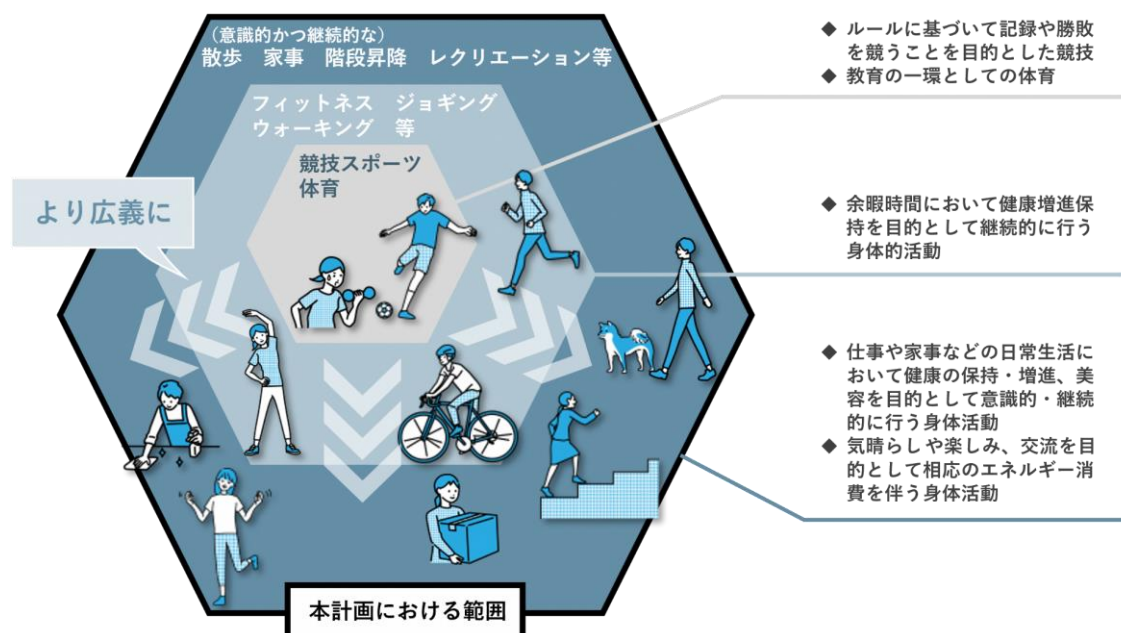 （意識的かつ継続的な）
散歩　家事　階段昇降　レクリエーション等
フィットネス　ジョギング
ウォーキング　等
競技スポーツ
体育
より広義に
本計画における範囲
◆ ルールに基づいて記録や勝敗
を競うことを目的とした競技
◆ 教育の一環としての体育
◆ 余暇時間において健康増進保
持を目的として継続的に行う
身体的活動
◆ 仕事や家事などの日常生活に
おいて健康の保持・増進、美
容を目的として意識的・継続
的に行う身体活動
◆ 気晴らしや楽しみ、交流を目
的として相応のエネルギー消
費を伴う身体活動